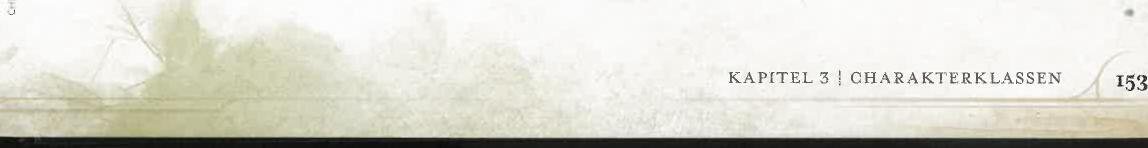 KAPITEL 3 | CHARAKTERKLASSEN 153